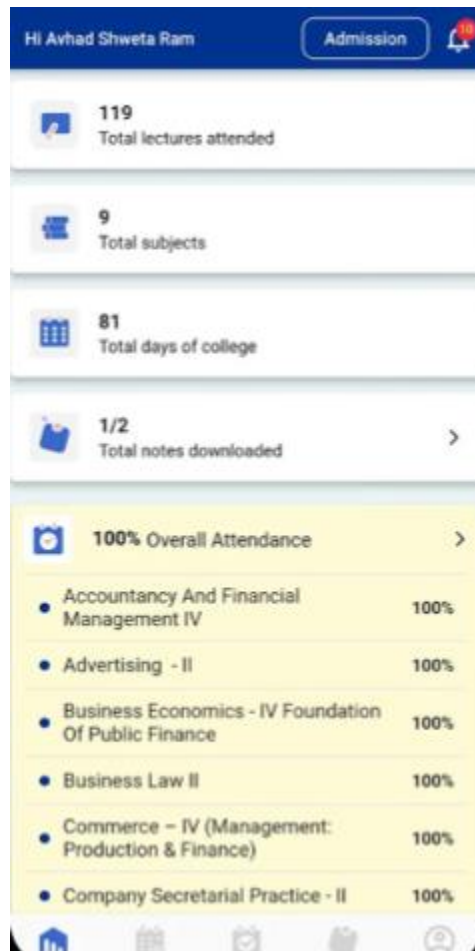 Hi Avhad Shweta Ram
Admission
10
119
Total lectures attended
9
Total subjects
81
Total days of college
1/2
Total notes downloaded
100% Overall Attendance
Accountancy And Financial
Management IV
100%
Advertising - II
100%
Business Economics - IV Foundation
Of Public Finance
100%
Business Law II
100%
Commerce – IV (Management:
Production & Finance)
100%
Company Secretarial Practice - II
100%